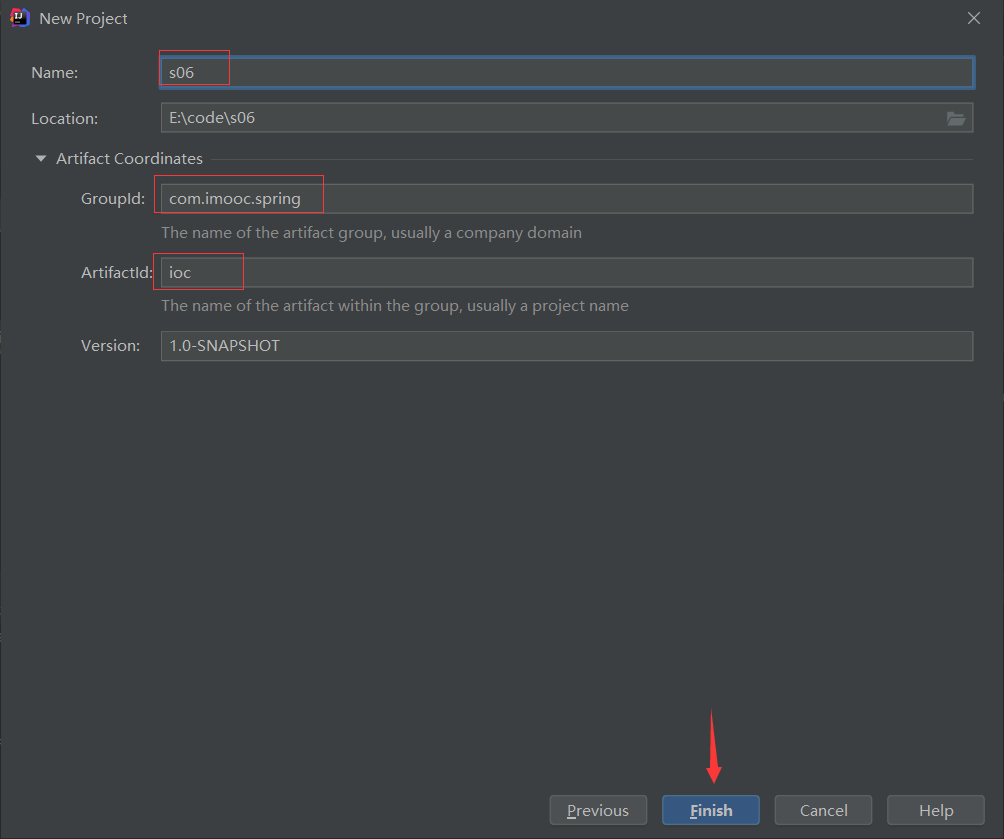 New Project
Name: s06
Location: E:\code\s06
Artifact Coordinates
GroupId: com.imooc.spring
The name of the artifact group, usually a company domain
ArtifactId: ioc
The name of the artifact within the group, usually a project name
Version: 1.0-SNAPSHOT
Previous Finish Cancel Help